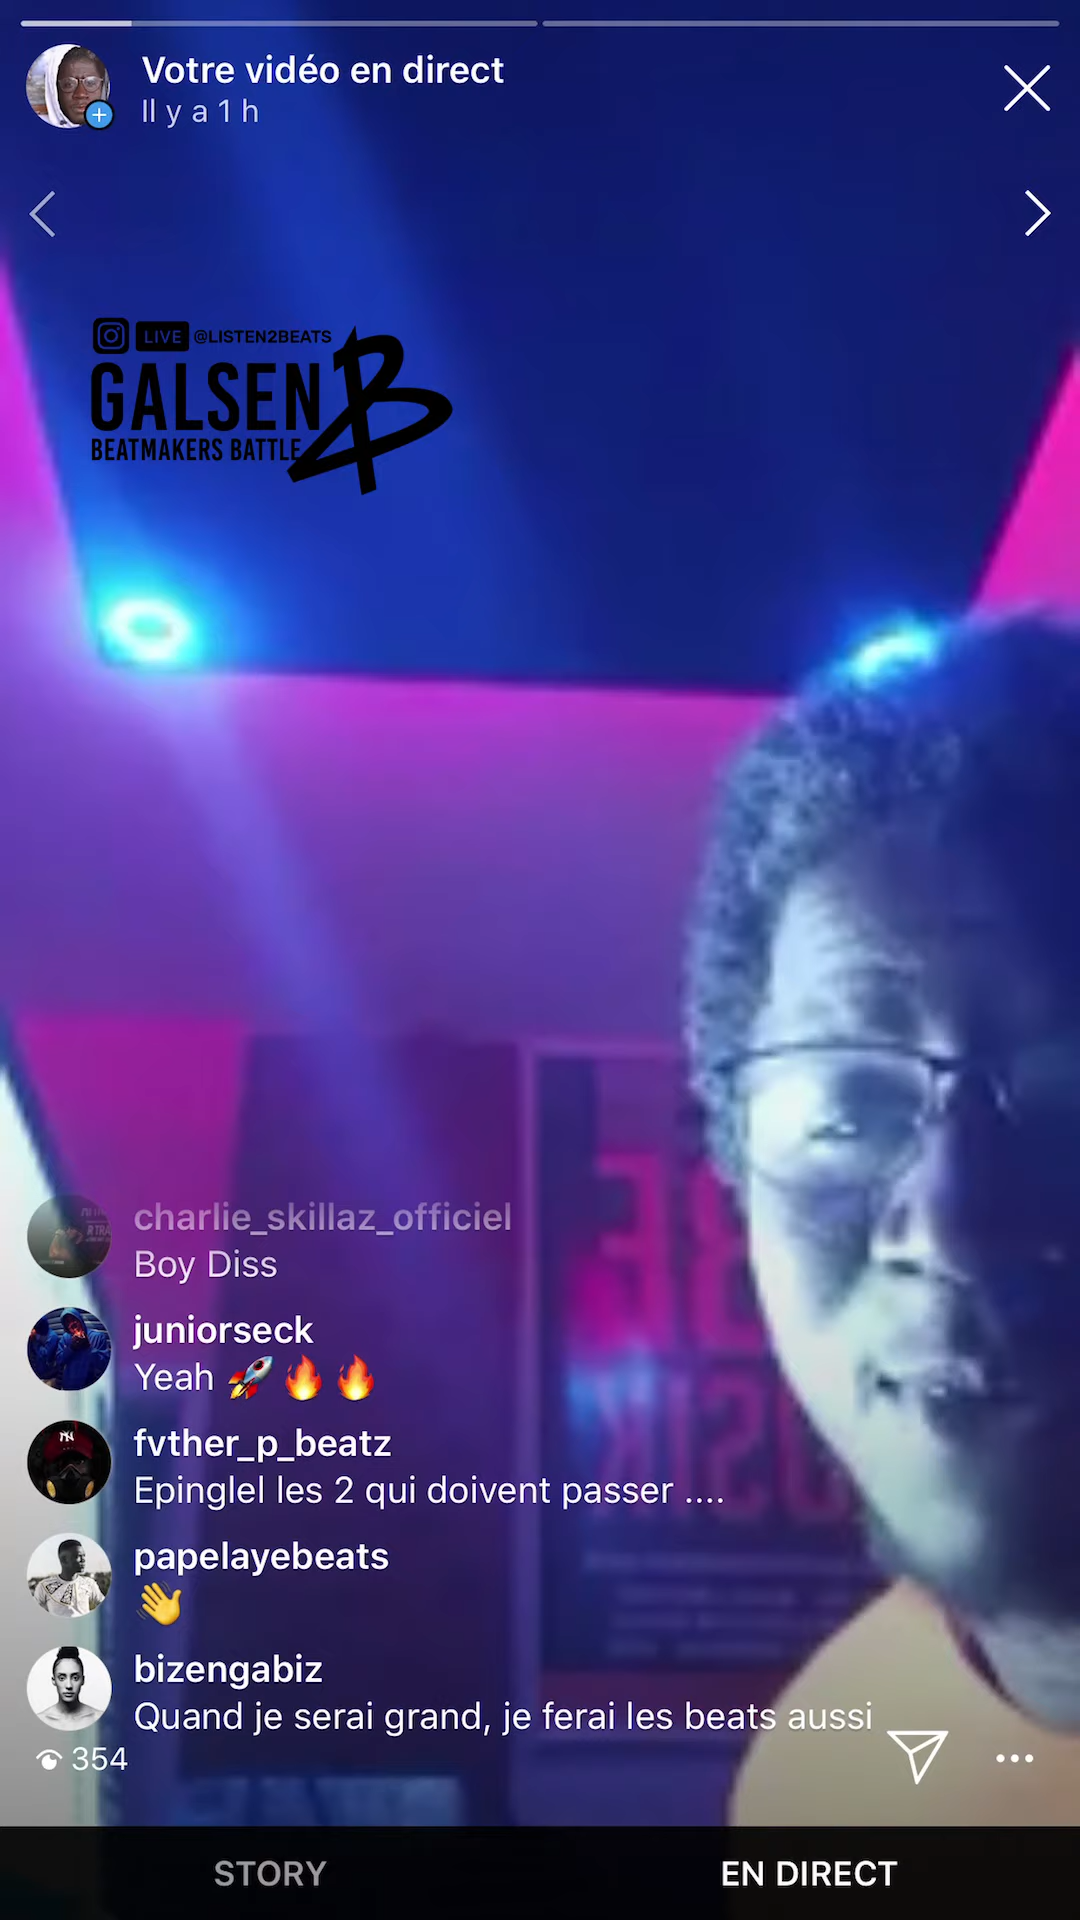 Votre vidéo en direct
Il y a 1 h
LIVE @LISTEN2BEATS
GALSEN
BEATMAKERS BATTLE
charlie_skillaz_officiel
Boy Diss
juniorseck
Yeah 🚀🔥🔥
fvther_p_beatz
Epinglel les 2 qui doivent passer ....
papelayebeats
👋
bizengabiz
Quand je serai grand, je ferai les beats aussi
354
STORY
EN DIRECT